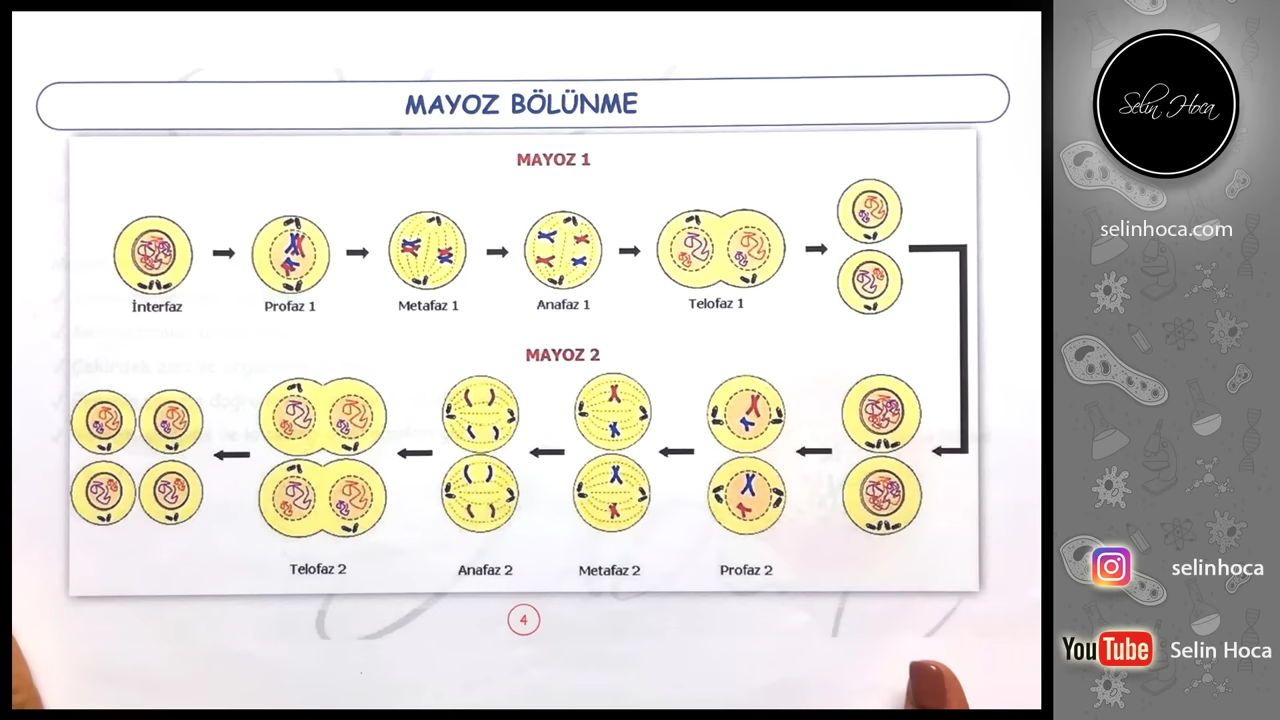 MAYOZ BÖLÜNME
MAYOZ 1
İnterfaz
Profaz 1
Metafaz 1
Anafaz 1
Telofaz 1
MAYOZ 2
Telofaz 2
Anafaz 2
Metafaz 2
Profaz 2
4
Selin Hoca
selinhoca.com
selinhoca
YouTube Selin Hoca